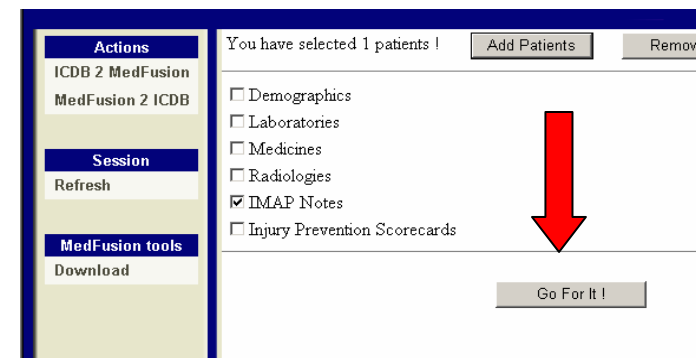 Actions
ICDB 2 MedFusion
MedFusion 2 ICDB
Session
Refresh
MedFusion tools
Download
You have selected 1 patients !
Add Patients
Remov
Demographics
Laboratories
Medicines
Radiologies
IMAP Notes
Injury Prevention Scorecards
Go For It !